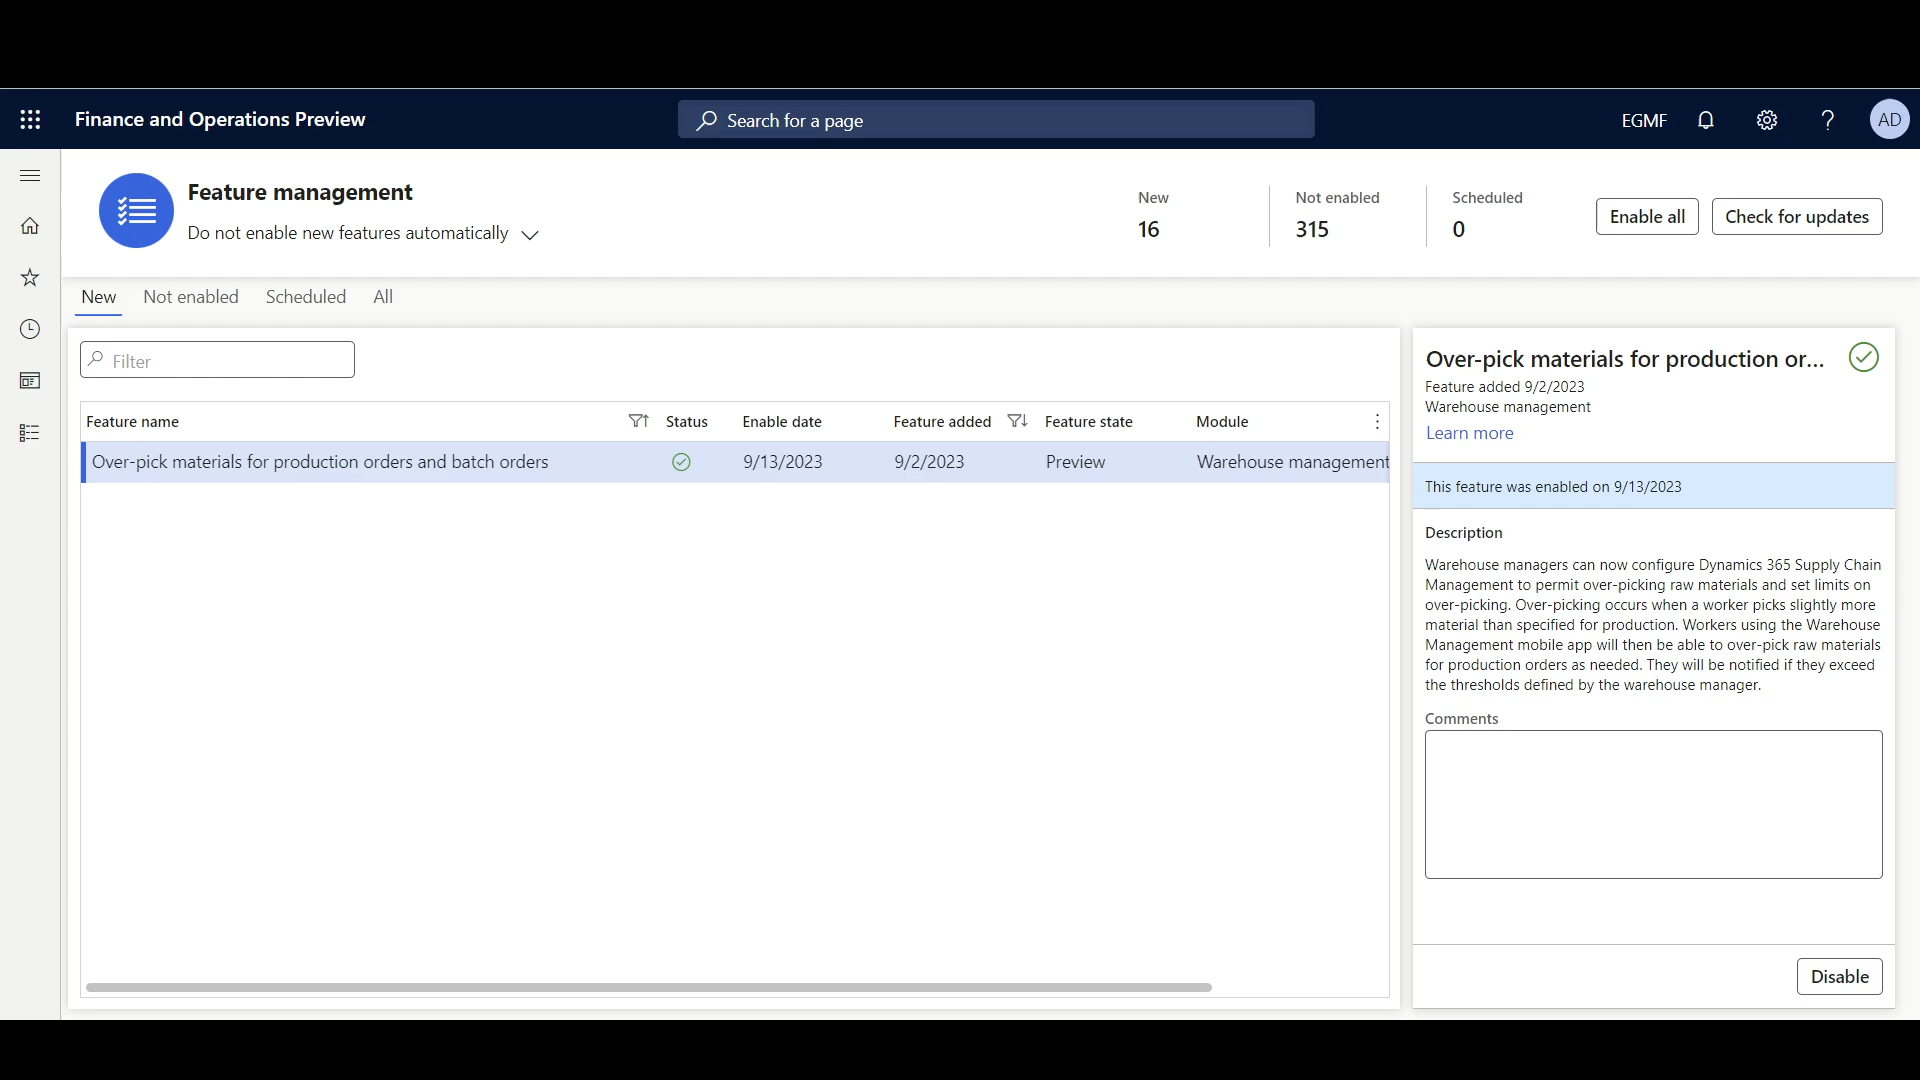 Finance and Operations Preview
Search for a page
EGMF
?
AD
Feature management
Do not enable new features automatically
New
16
Not enabled
315
Scheduled
0
Enable all
Check for updates
New
Not enabled
Scheduled
All
Filter
Feature name
Status
Enable date
Feature added
Feature state
Module
Over-pick materials for production orders and batch orders
9/13/2023
9/2/2023
Preview
Warehouse management
Over-pick materials for production or...
Feature added 9/2/2023
Warehouse management
Learn more
This feature was enabled on 9/13/2023
Description
Warehouse managers can now configure Dynamics 365 Supply Chain
Management to permit over-picking raw materials and set limits on
over-picking. Over-picking occurs when a worker picks slightly more
material than specified for production. Workers using the Warehouse
Management mobile app will then be able to over-pick raw materials
for production orders as needed. They will be notified if they exceed
the thresholds defined by the warehouse manager.
Comments
Disable